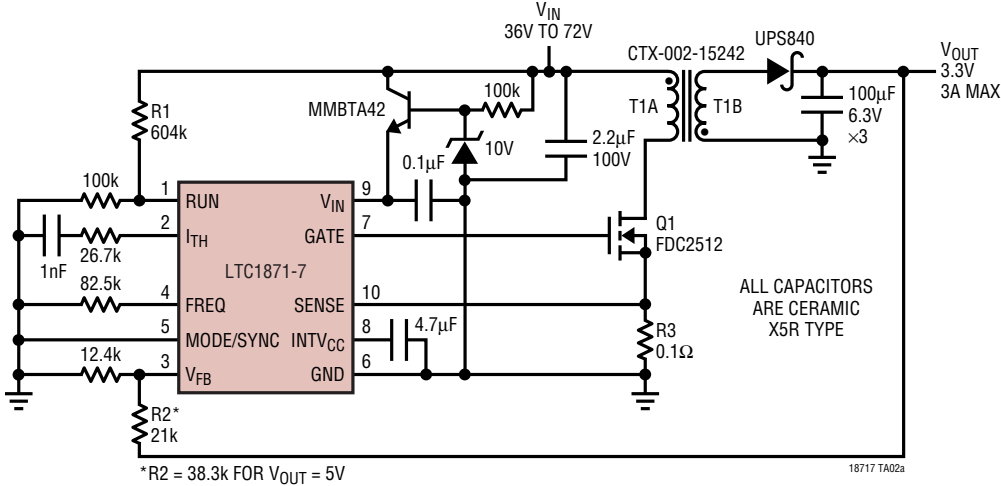 V_IN
36V TO 72V
CTX-002-15242
UPS840
V_OUT
3.3V
3A MAX
R1
604k
MMBTA42
100k
T1A
T1B
100µF
6.3V
×3
10V
2.2µF
100V
0.1µF
100k
1
RUN
V_IN
9
2
I_TH
GATE
7
26.7k
1nF
Q1
FDC2512
LTC1871-7
82.5k
4
FREQ
SENSE
10
ALL CAPACITORS
ARE CERAMIC
X5R TYPE
5
MODE/SYNC
INTV_CC
8
4.7µF
R3
0.1Ω
12.4k
3
V_FB
GND
6
R2*
21k
*R2 = 38.3k FOR V_OUT = 5V
18717 TA02a